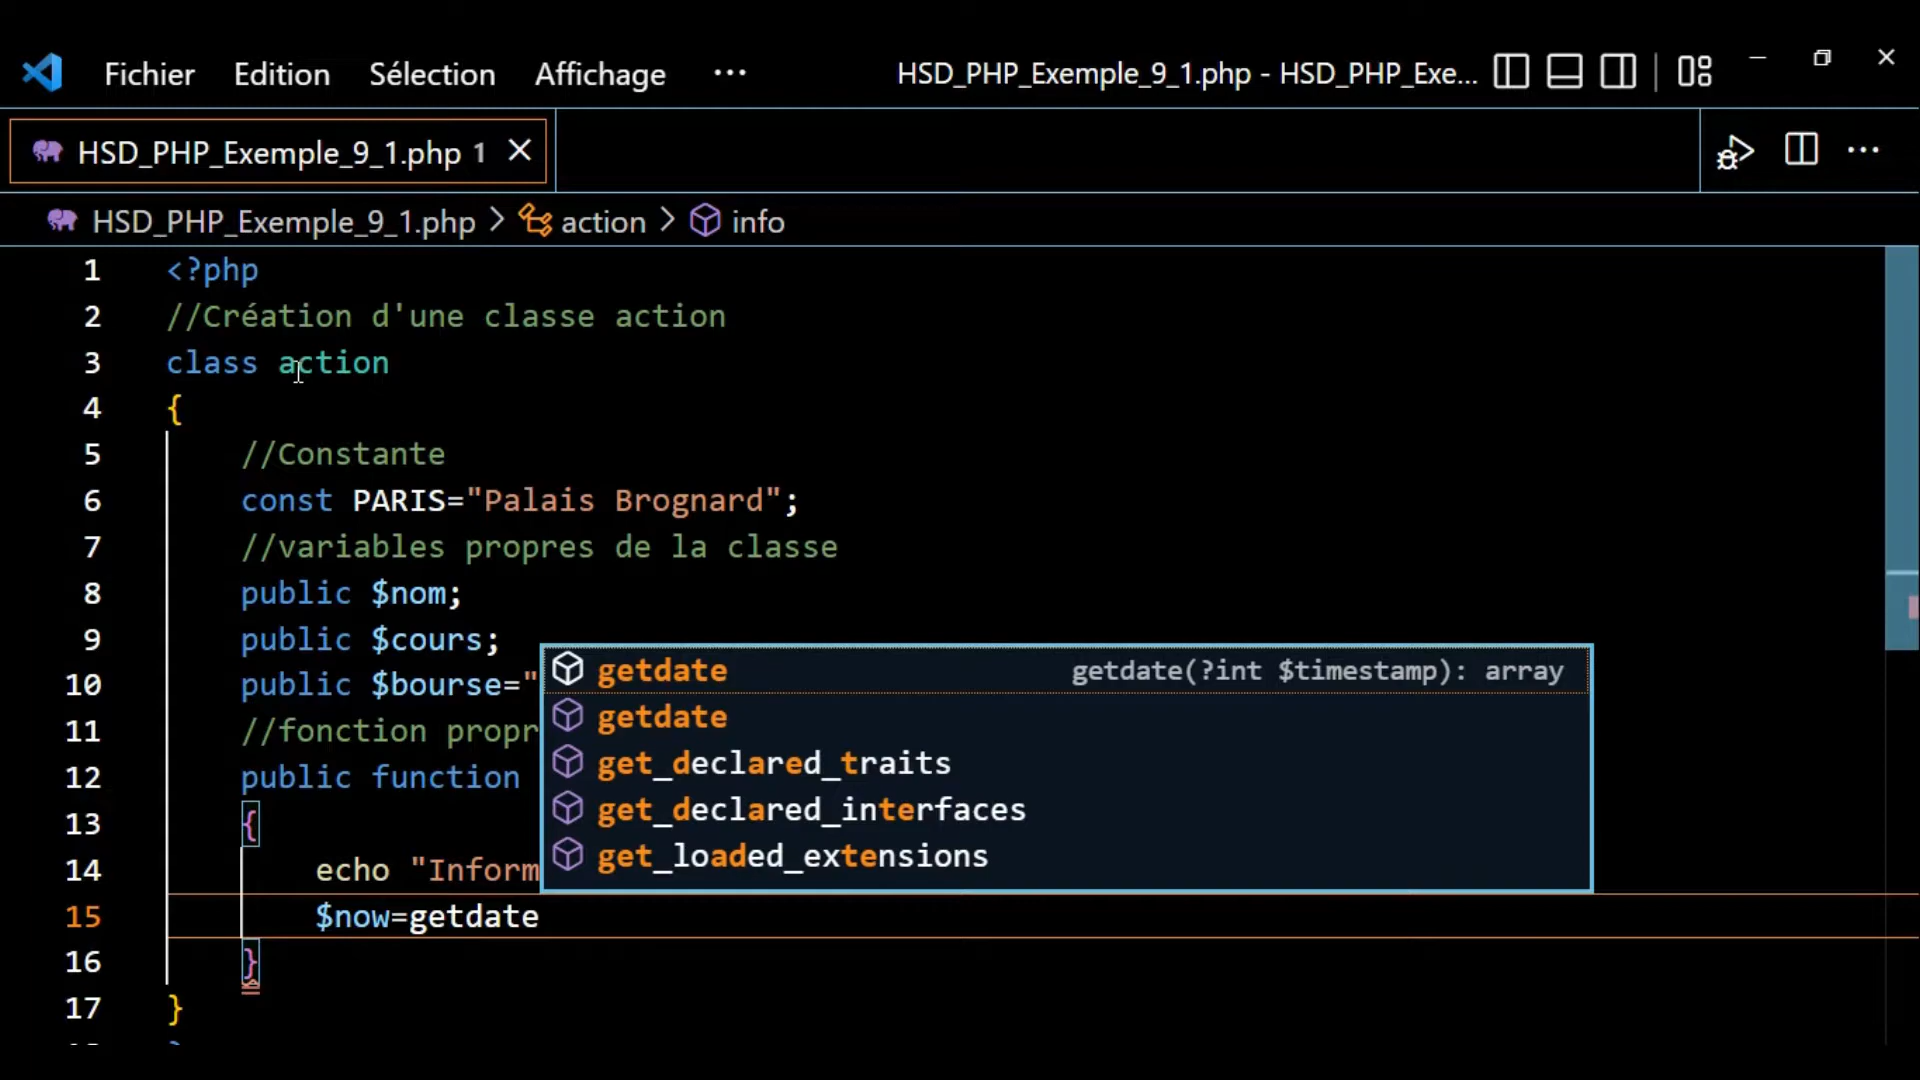 Fichier Edition Sélection Affichage ··· HSD_PHP_Exemple_9_1.php - HSD_PHP_Exe...
HSD_PHP_Exemple_9_1.php 1
HSD_PHP_Exemple_9_1.php > action > info
1 <?php
2 //Création d'une classe action
3 class action
4 {
5 //Constante
6 const PARIS="Palais Brognard";
7 //variables propres de la classe
8 public $nom;
9 public $cours;
10 public $bourse="
11 //fonction propr
12 public function
13 {
14 echo "Inform
15 $now=getdate
16 }
17 }
getdate getdate(?int $timestamp): array
getdate
get_declared_traits
get_declared_interfaces
get_loaded_extensions